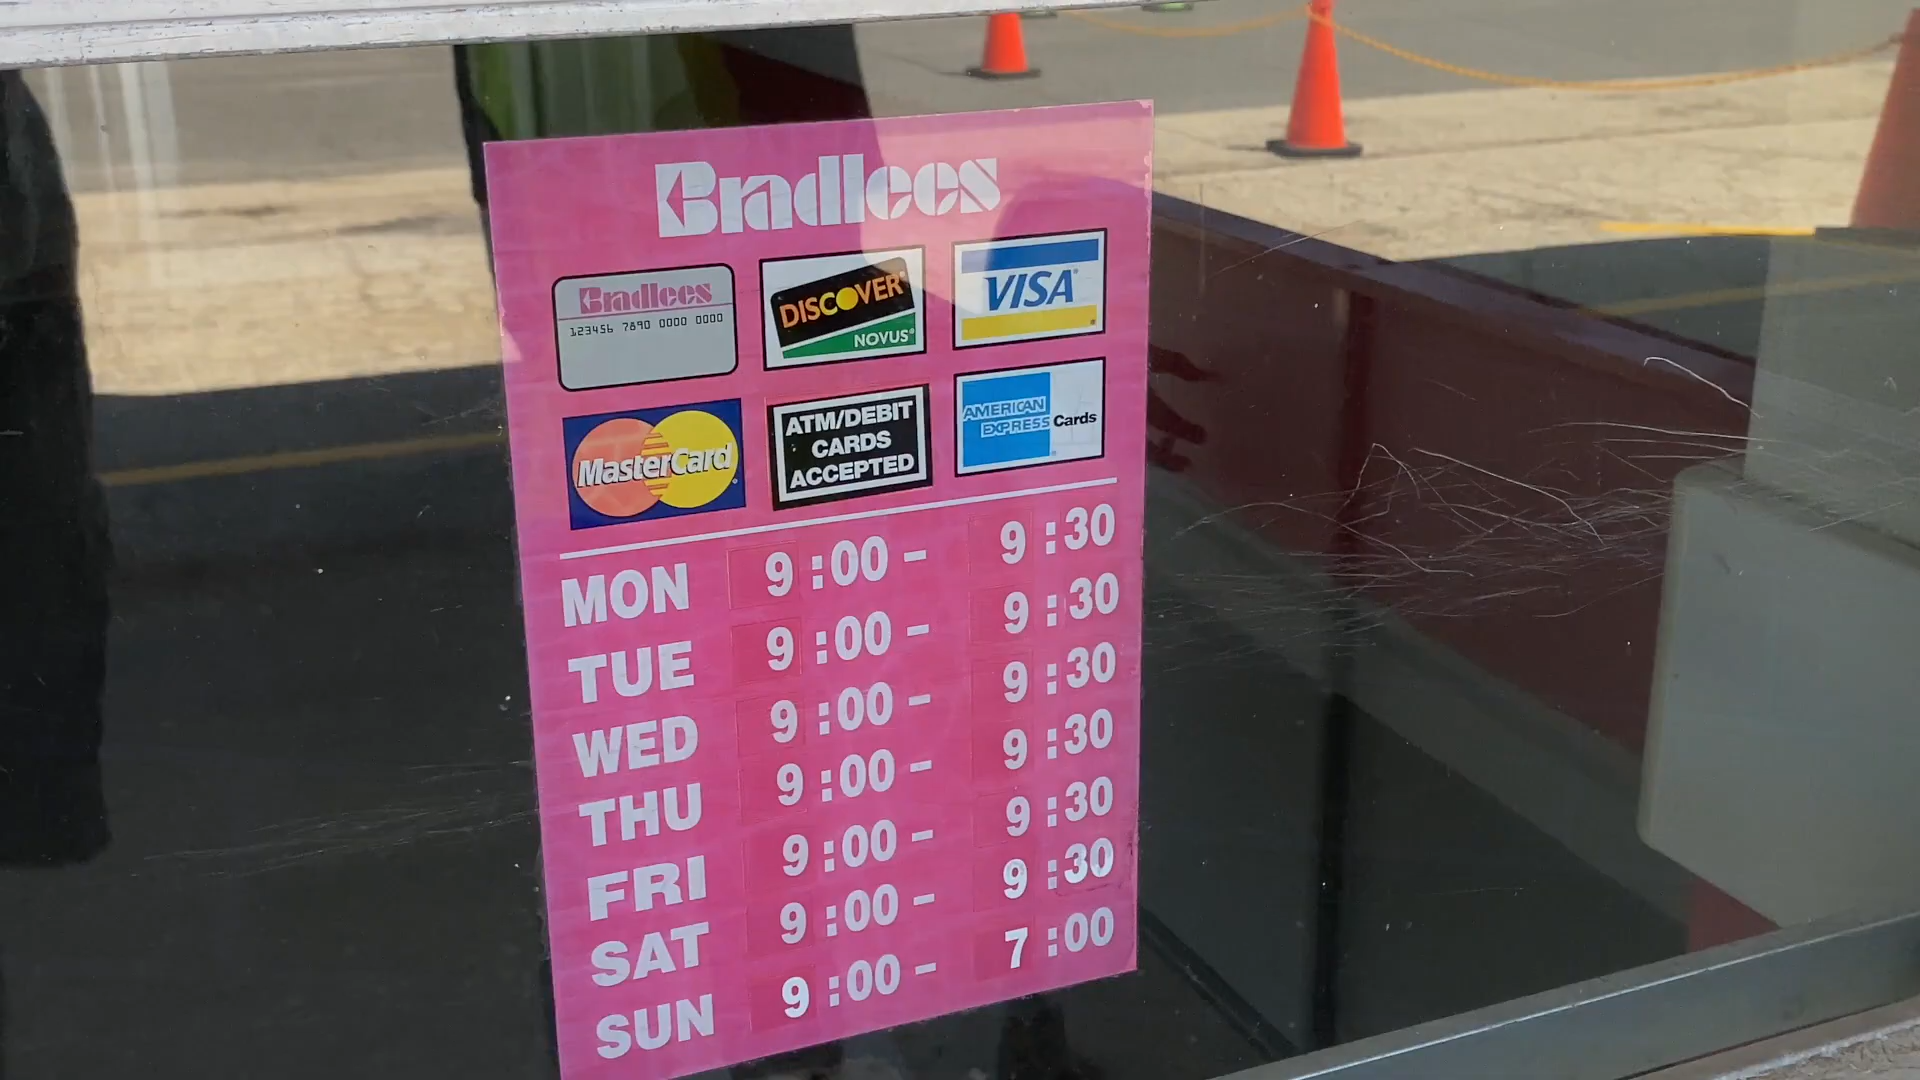 Bradlees
Bradlees
123456 7890 0000 0000
DISCOVER®
NOVUS®
VISA®
MasterCard
ATM/DEBIT
CARDS
ACCEPTED
AMERICAN
EXPRESS
®
Cards
MON 9:00 - 9:30
TUE 9:00 - 9:30
WED 9:00 - 9:30
THU 9:00 - 9:30
FRI 9:00 - 9:30
SAT 9:00 - 9:30
SUN 9:00 - 7:00